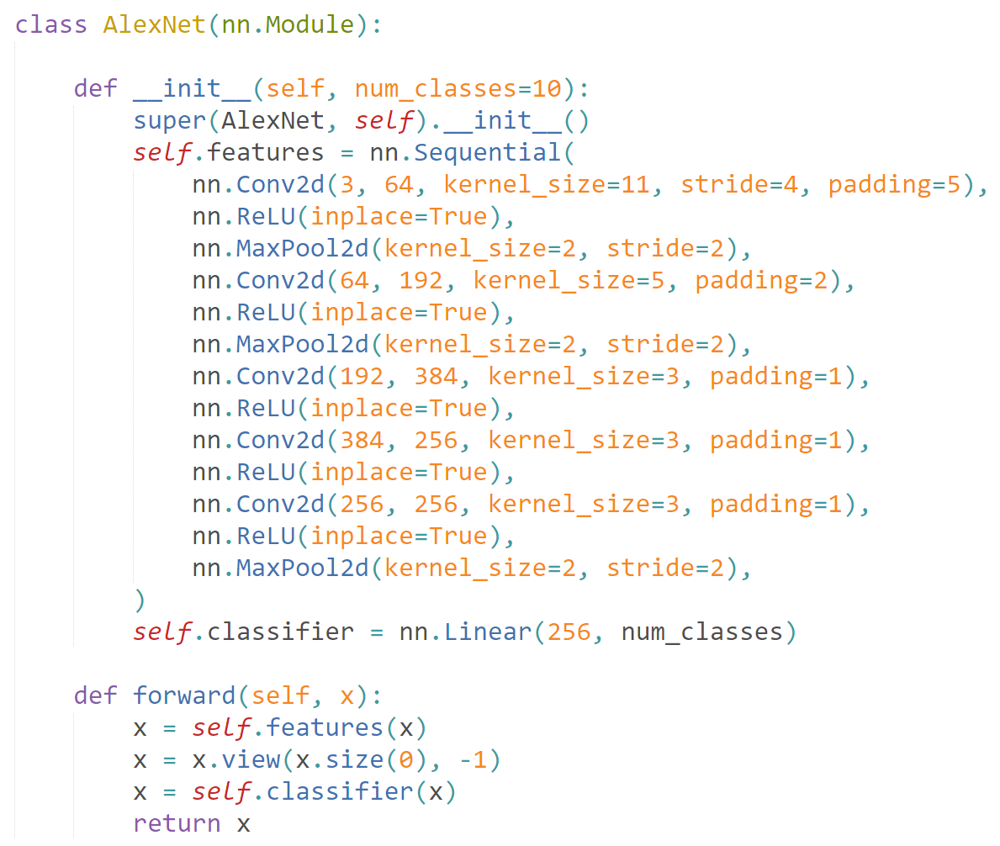 class AlexNet(nn.Module):
def __init__(self, num_classes=10):
super(AlexNet, self).__init__()
self.features = nn.Sequential(
nn.Conv2d(3, 64, kernel_size=11, stride=4, padding=5),
nn.ReLU(inplace=True),
nn.MaxPool2d(kernel_size=2, stride=2),
nn.Conv2d(64, 192, kernel_size=5, padding=2),
nn.ReLU(inplace=True),
nn.MaxPool2d(kernel_size=2, stride=2),
nn.Conv2d(192, 384, kernel_size=3, padding=1),
nn.ReLU(inplace=True),
nn.Conv2d(384, 256, kernel_size=3, padding=1),
nn.ReLU(inplace=True),
nn.Conv2d(256, 256, kernel_size=3, padding=1),
nn.ReLU(inplace=True),
nn.MaxPool2d(kernel_size=2, stride=2),
)
self.classifier = nn.Linear(256, num_classes)
def forward(self, x):
x = self.features(x)
x = x.view(x.size(0), -1)
x = self.classifier(x)
return x